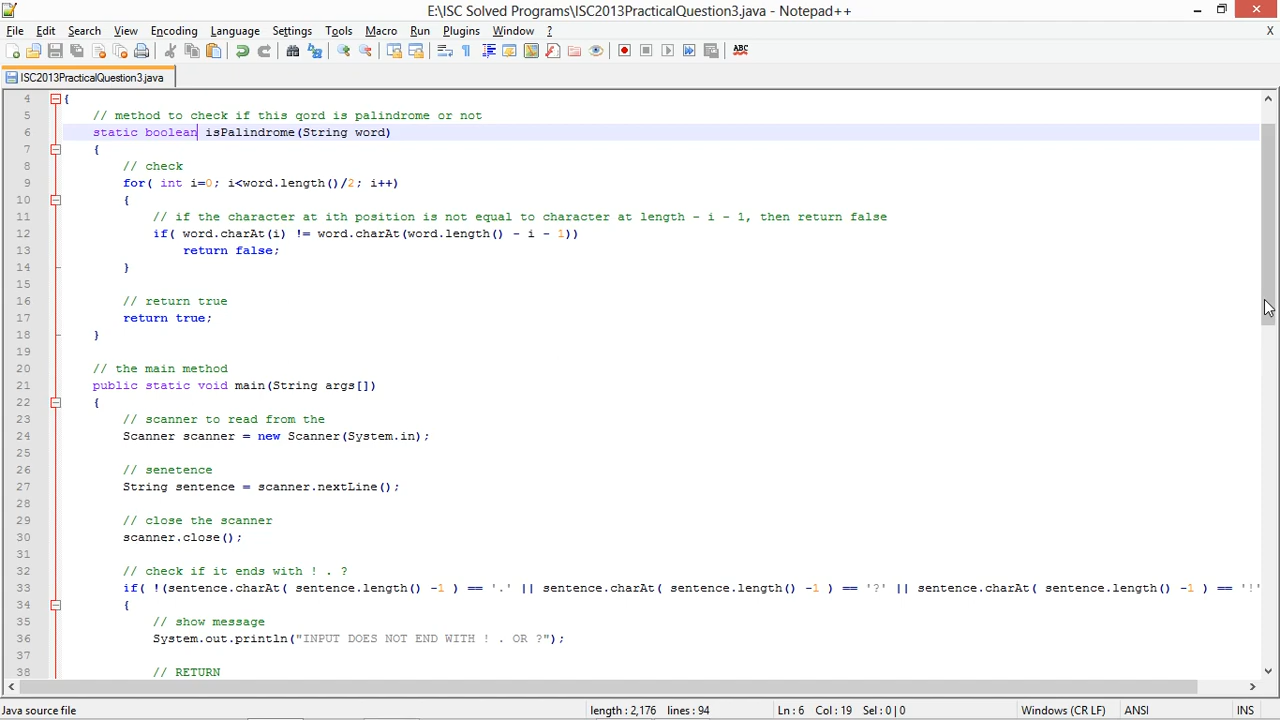 E:\ISC Solved Programs\ISC2013PracticalQuestion3.java - Notepad++
File Edit Search View Encoding Language Settings Tools Macro Run Plugins Window ? X
ABC
ISC2013PracticalQuestion3.java
4 {
5 // method to check if this qord is palindrome or not
6 static boolean isPalindrome(String word)
7 {
8 // check
9 for( int i=0; i<word.length()/2; i++)
10 {
11 // if the character at ith position is not equal to character at length - i - 1, then return false
12 if( word.charAt(i) != word.charAt(word.length() - i - 1))
13 return false;
14 }
15
16 // return true
17 return true;
18 }
19
20 // the main method
21 public static void main(String args[])
22 {
23 // scanner to read from the
24 Scanner scanner = new Scanner(System.in);
25
26 // senetence
27 String sentence = scanner.nextLine();
28
29 // close the scanner
30 scanner.close();
31
32 // check if it ends with ! . ?
33 if( !(sentence.charAt( sentence.length() -1 ) == '.' || sentence.charAt( sentence.length() -1 ) == '?' || sentence.charAt( sentence.length() -1 ) == '!'
34 {
35 // show message
36 System.out.println("INPUT DOES NOT END WITH ! . OR ?");
37
38 // RETURN
Java source file length : 2,176 lines : 94 Ln : 6 Col : 19 Sel : 0 | 0 Windows (CR LF) ANSI INS